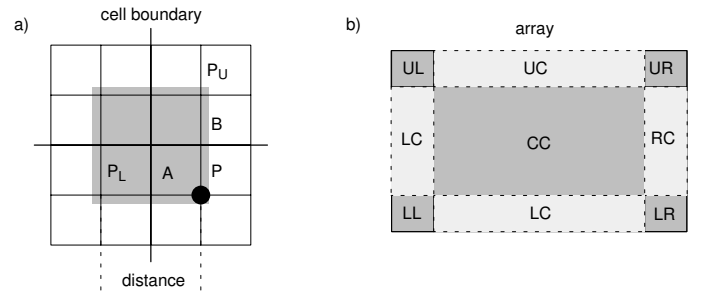 a)
cell boundary
P_U
B
P_L
A
P
distance
b)
array
UL
UC
UR
LC
CC
RC
LL
LC
LR